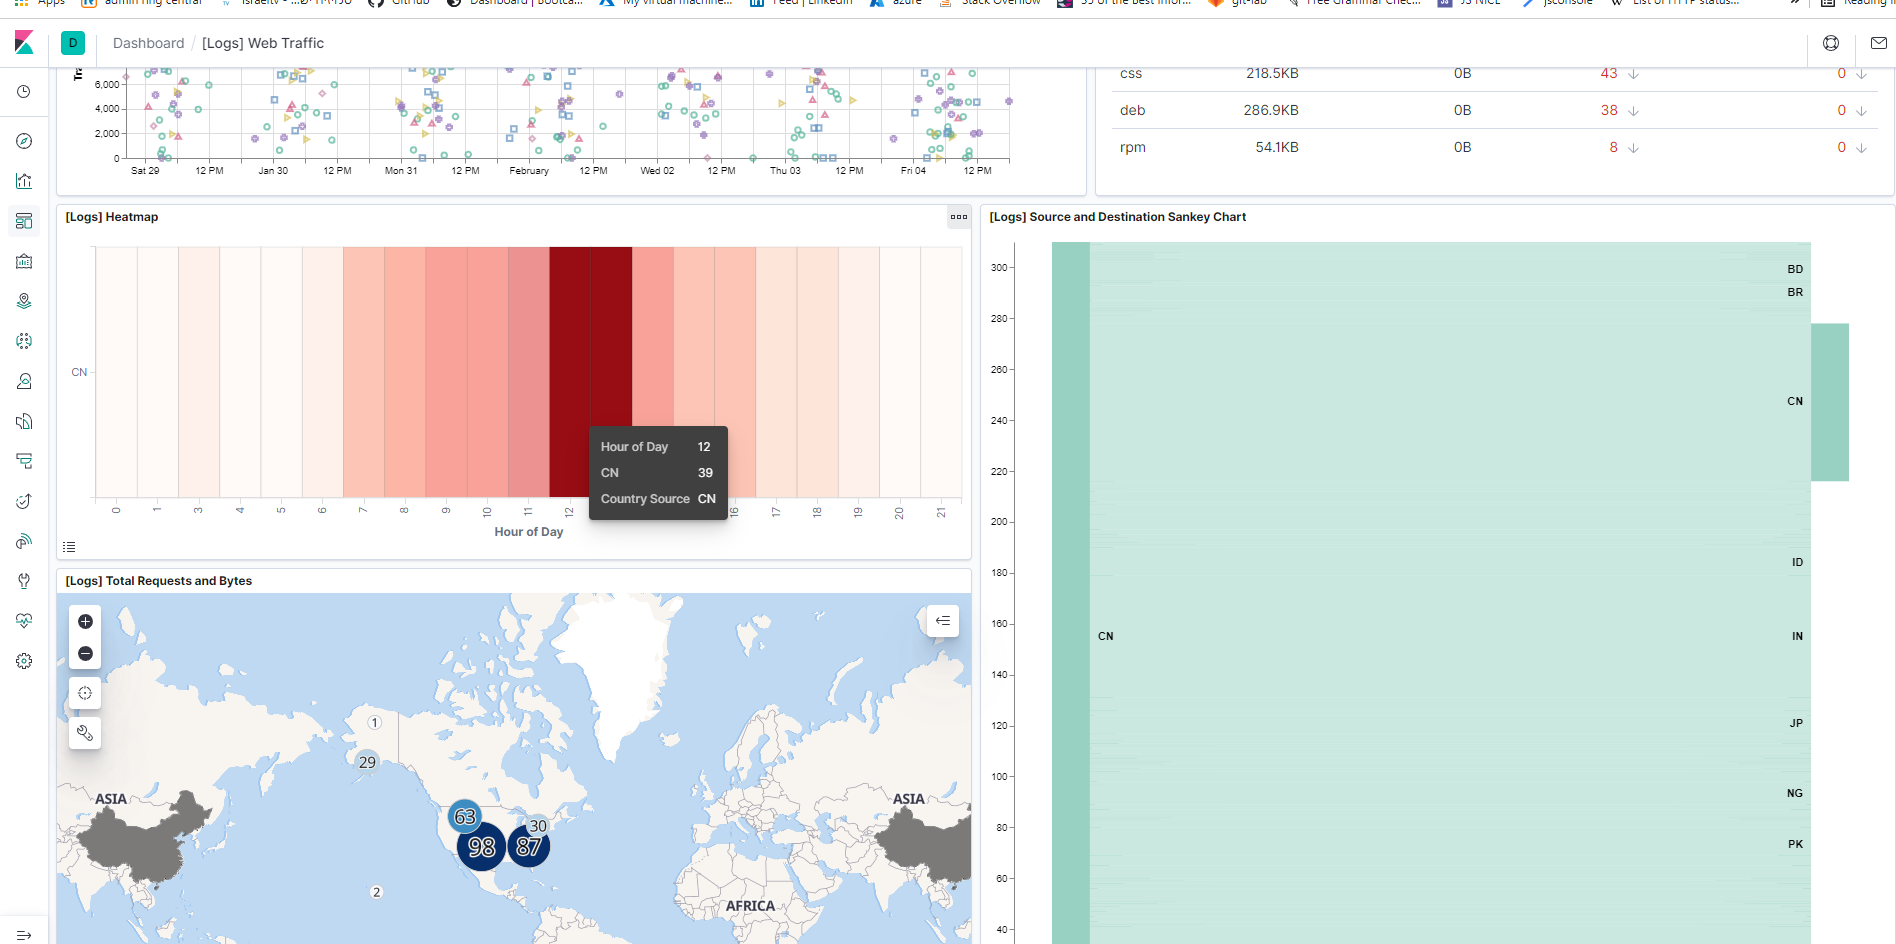 Apps
admin ring central
GitHub
Dashboard | Bootca...
My virtual machine...
Feed | LinkedIn
azure
Stack Overflow
35 of the best infor...
git-lab
Free Grammar Chec...
JS NICE
jsconsole
List of HTTP status...
»
D
Dashboard / [Logs] Web Traffic
6,000
4,000
2,000
0
Sat 29 12 PM Jan 30 12 PM Mon 31 12 PM February 12 PM Wed 02 12 PM Thu 03 12 PM Fri 04 12 PM
css 218.5KB 0B 43 ↓ 0 ↓
deb 286.9KB 0B 38 ↓ 0 ↓
rpm 54.1KB 0B 8 ↓ 0 ↓
[Logs] Heatmap
CN
0 1 3 4 5 6 7 8 9 10 11 12 16 17 18 19 20 21
Hour of Day
Hour of Day 12
CN 39
Country Source CN
[Logs] Source and Destination Sankey Chart
300
280
260
240
220
200
180
160
140
120
100
80
60
40
CN
BD
BR
CN
ID
IN
JP
NG
PK
[Logs] Total Requests and Bytes
1
29
63
30
98
87
2
ASIA
ASIA
AFRICA